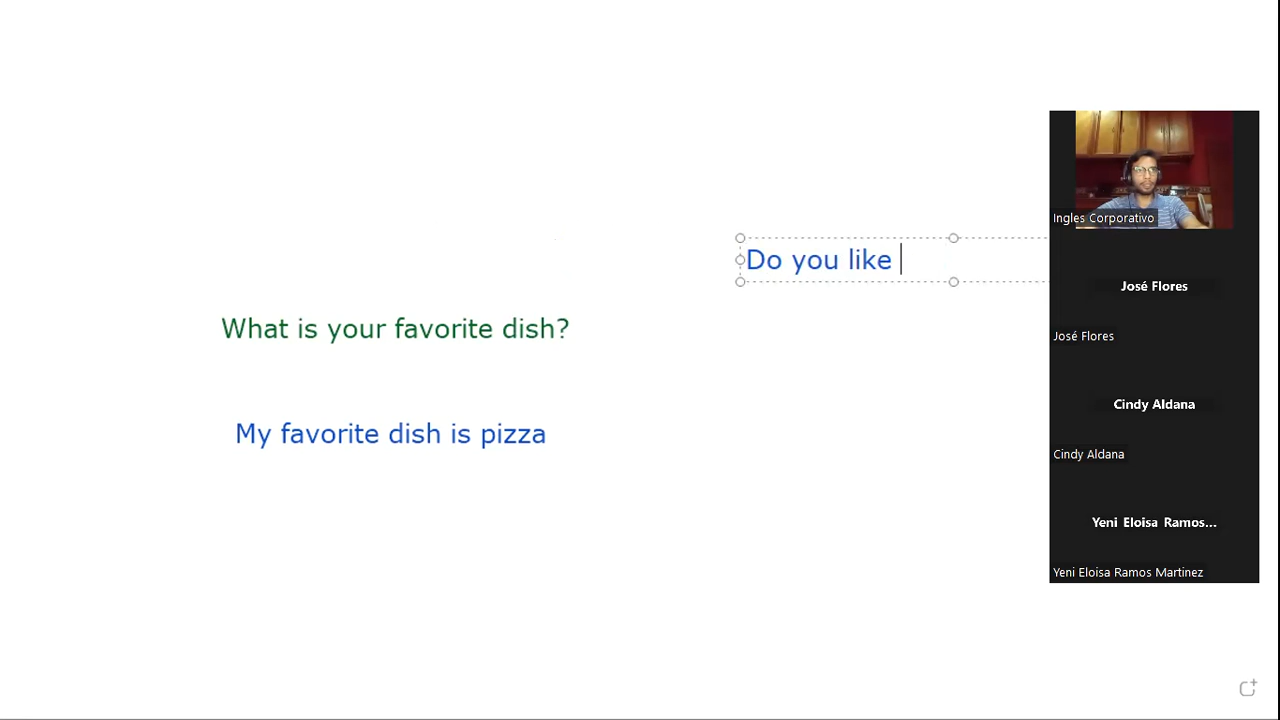 Do you like
What is your favorite dish?
My favorite dish is pizza
Ingles Corporativo
José Flores
José Flores
Cindy Aldana
Cindy Aldana
Yeni Eloisa Ramos...
Yeni Eloisa Ramos Martinez